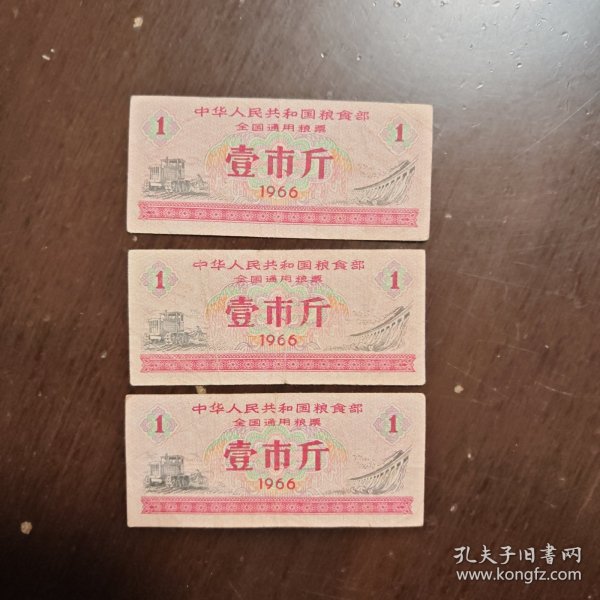 中华人民共和国粮食部
全国通用粮票
1 1
壹市斤
1966
中华人民共和国粮食部
全国通用粮票
1 1
壹市斤
1966
中华人民共和国粮食部
全国通用粮票
1 1
壹市斤
1966
孔夫子旧书网
www.kongfz.com